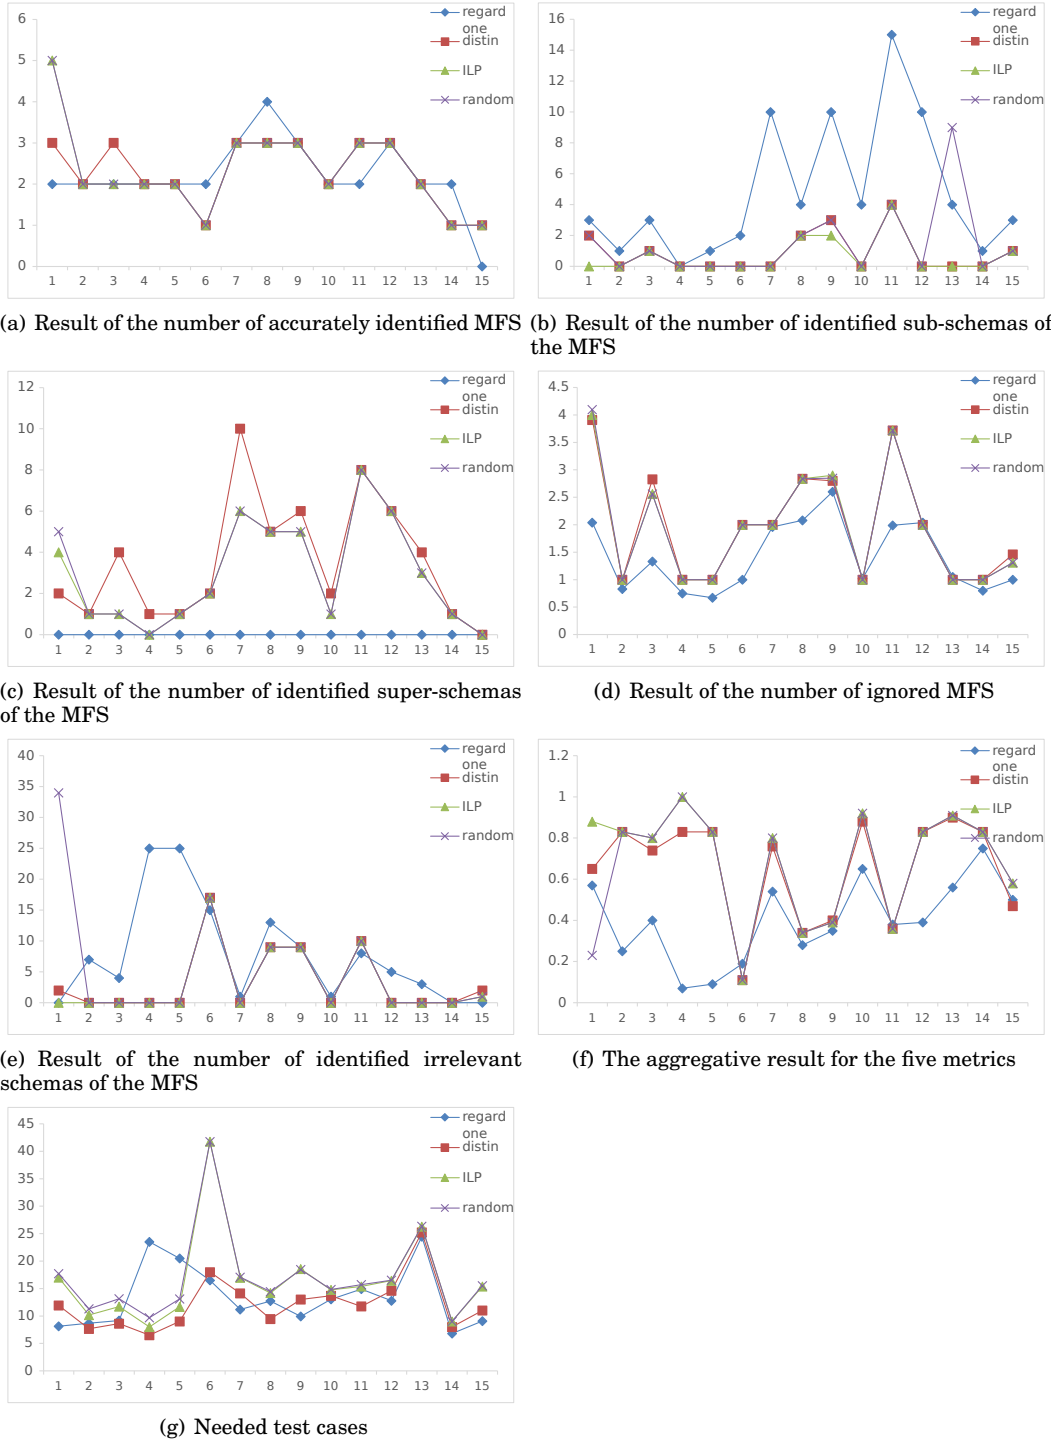 6
5
4
3
2
1
0
1 2 3 4 5 6 7 8 9 10 11 12 13 14 15
regard
one
distin
ILP
random
(a) Result of the number of accurately identified MFS
16
14
12
10
8
6
4
2
0
1 2 3 4 5 6 7 8 9 10 11 12 13 14 15
regard
one
distin
ILP
random
(b) Result of the number of identified sub-schemas of
the MFS
12
10
8
6
4
2
0
1 2 3 4 5 6 7 8 9 10 11 12 13 14 15
regard
one
distin
ILP
random
(c) Result of the number of identified super-schemas
of the MFS
4.5
4
3.5
3
2.5
2
1.5
1
0.5
0
1 2 3 4 5 6 7 8 9 10 11 12 13 14 15
regard
one
distin
ILP
random
(d) Result of the number of ignored MFS
40
35
30
25
20
15
10
5
0
1 2 3 4 5 6 7 8 9 10 11 12 13 14 15
regard
one
distin
ILP
random
(e) Result of the number of identified irrelevant
schemas of the MFS
1.2
1
0.8
0.6
0.4
0.2
0
1 2 3 4 5 6 7 8 9 10 11 12 13 14 15
regard
one
distin
ILP
random
(f) The aggregative result for the five metrics
45
40
35
30
25
20
15
10
5
0
1 2 3 4 5 6 7 8 9 10 11 12 13 14 15
regard
one
distin
ILP
random
(g) Needed test cases